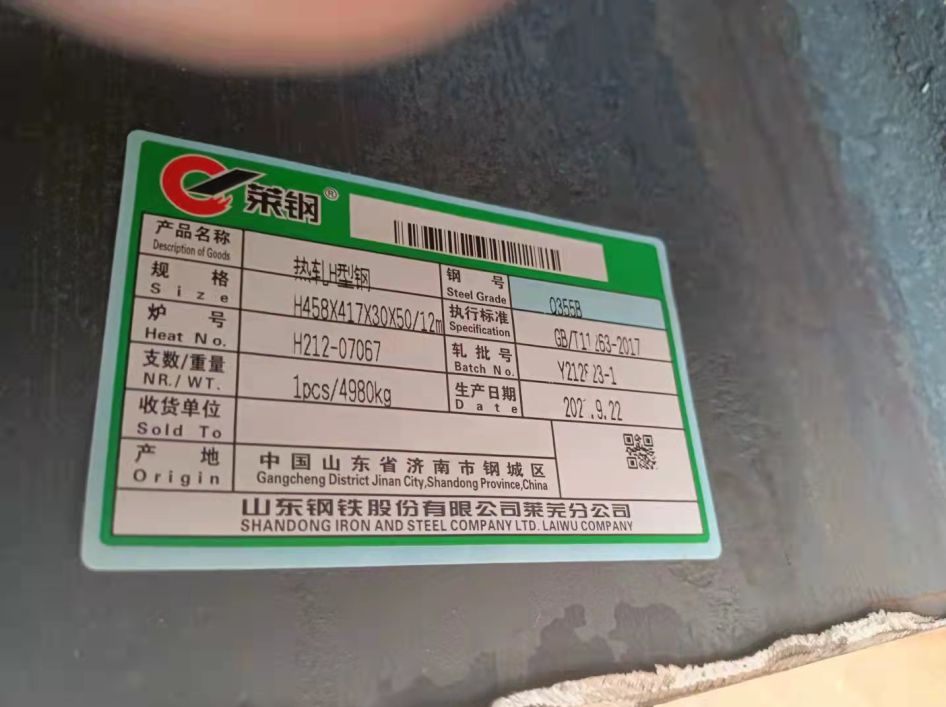 莱钢®
产品名称 热轧H型钢 钢号 Q355B
Description of Goods Steel Grade
规格 H458X417X30X50/12m 执行标准 GB/T11263-2017
Size Specification
炉号 H212-07067 轧批号
Heat No. Batch No.
支数/重量 1pcs/4980kg 生产日期
NR./WT. Date
收货单位
Sold To
产地 中国山东省济南市钢城区
Origin Gangcheng District Jinan City,Shandong Province,China
山东钢铁股份有限公司莱芜分公司
SHANDONG IRON AND STEEL COMPANY LTD. LAIWU COMPANY